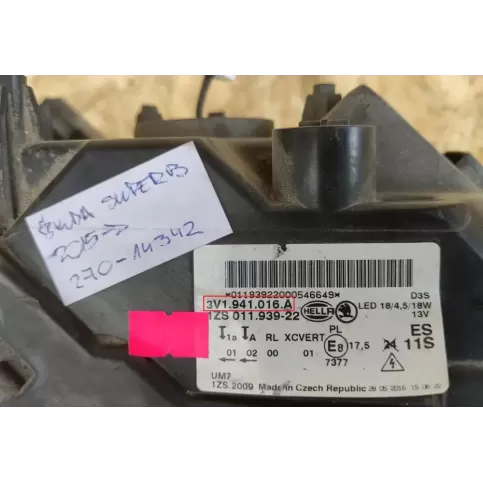 ŠKODA SUPERB
2015->
270-14342
*01193922000546649*
D3S
3V1.941.016.A
HELLA
LED 18/4,5/18W
1ZS 011.939-22
13V
PL
ES
1a A RL XCVERT
E8
17,5
11S
01 02 00 01
7377
UM7
1ZS 2009 Made in Czech Republic